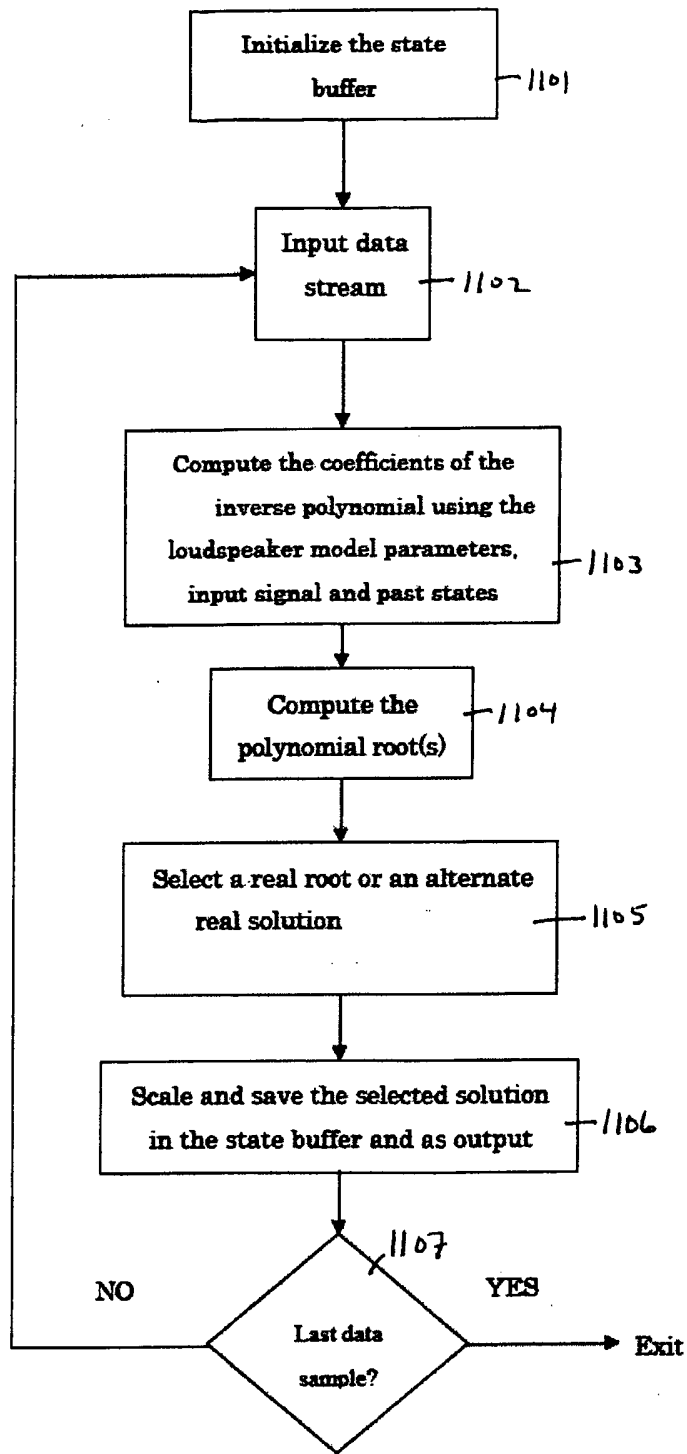 Initialize the state
buffer
1101
Input data
stream
1102
Compute the coefficients of the
inverse polynomial using the
loudspeaker model parameters,
input signal and past states
1103
Compute the
polynomial root(s)
1104
Select a real root or an alternate
real solution
1105
Scale and save the selected solution
in the state buffer and as output
1106
1107
NO
YES
Last data
sample?
Exit